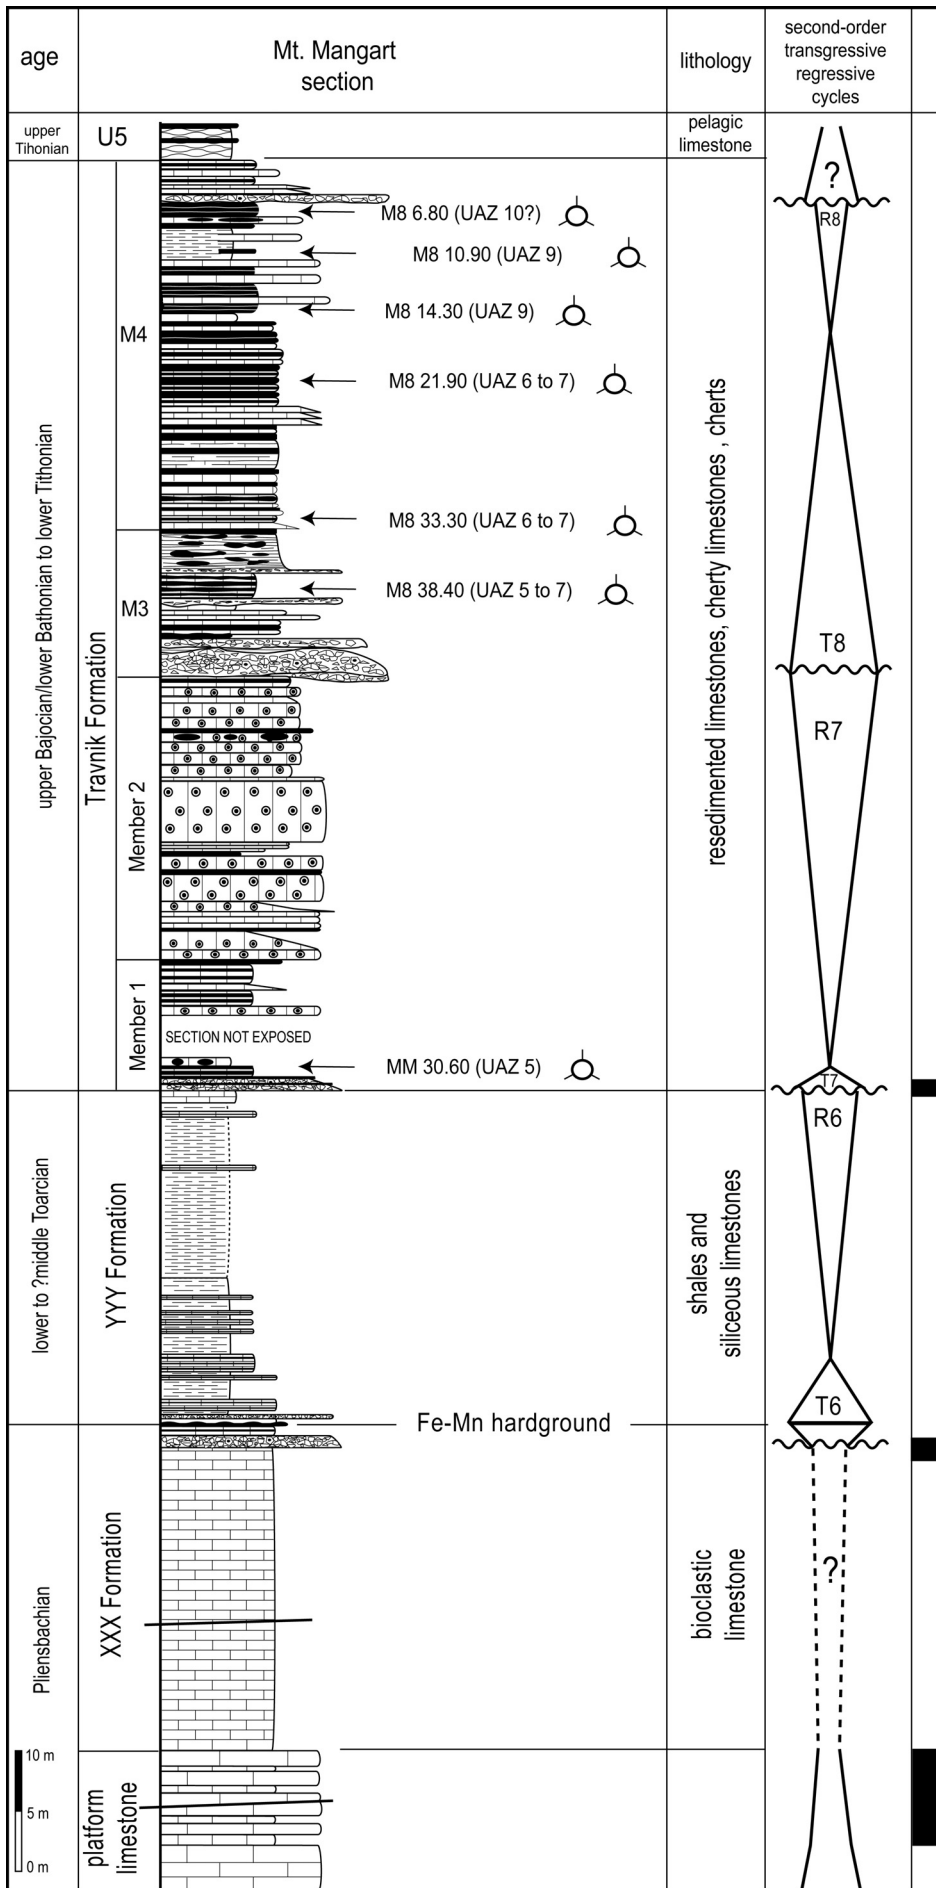 age
Mt. Mangart
section
lithology
second-order
transgressive
regressive
cycles
upper
Tihonian
U5
pelagic
limestone
?
R8
M8 6.80 (UAZ 10?)
M8 10.90 (UAZ 9)
M8 14.30 (UAZ 9)
M4
M8 21.90 (UAZ 6 to 7)
M8 33.30 (UAZ 6 to 7)
M8 38.40 (UAZ 5 to 7)
M3
upper Bajocian/lower Bathonian to lower Tithonian
Travnik Formation
resedimented limestones, cherty limestones , cherts
T8
R7
Member 2
Member 1
SECTION NOT EXPOSED
MM 30.60 (UAZ 5)
T7
R6
lower to ?middle Toarcian
YYY Formation
shales and
siliceous limestones
T6
Fe-Mn hardground
Pliensbachian
XXX Formation
bioclastic
limestone
?
10 m
5 m
0 m
platform
limestone